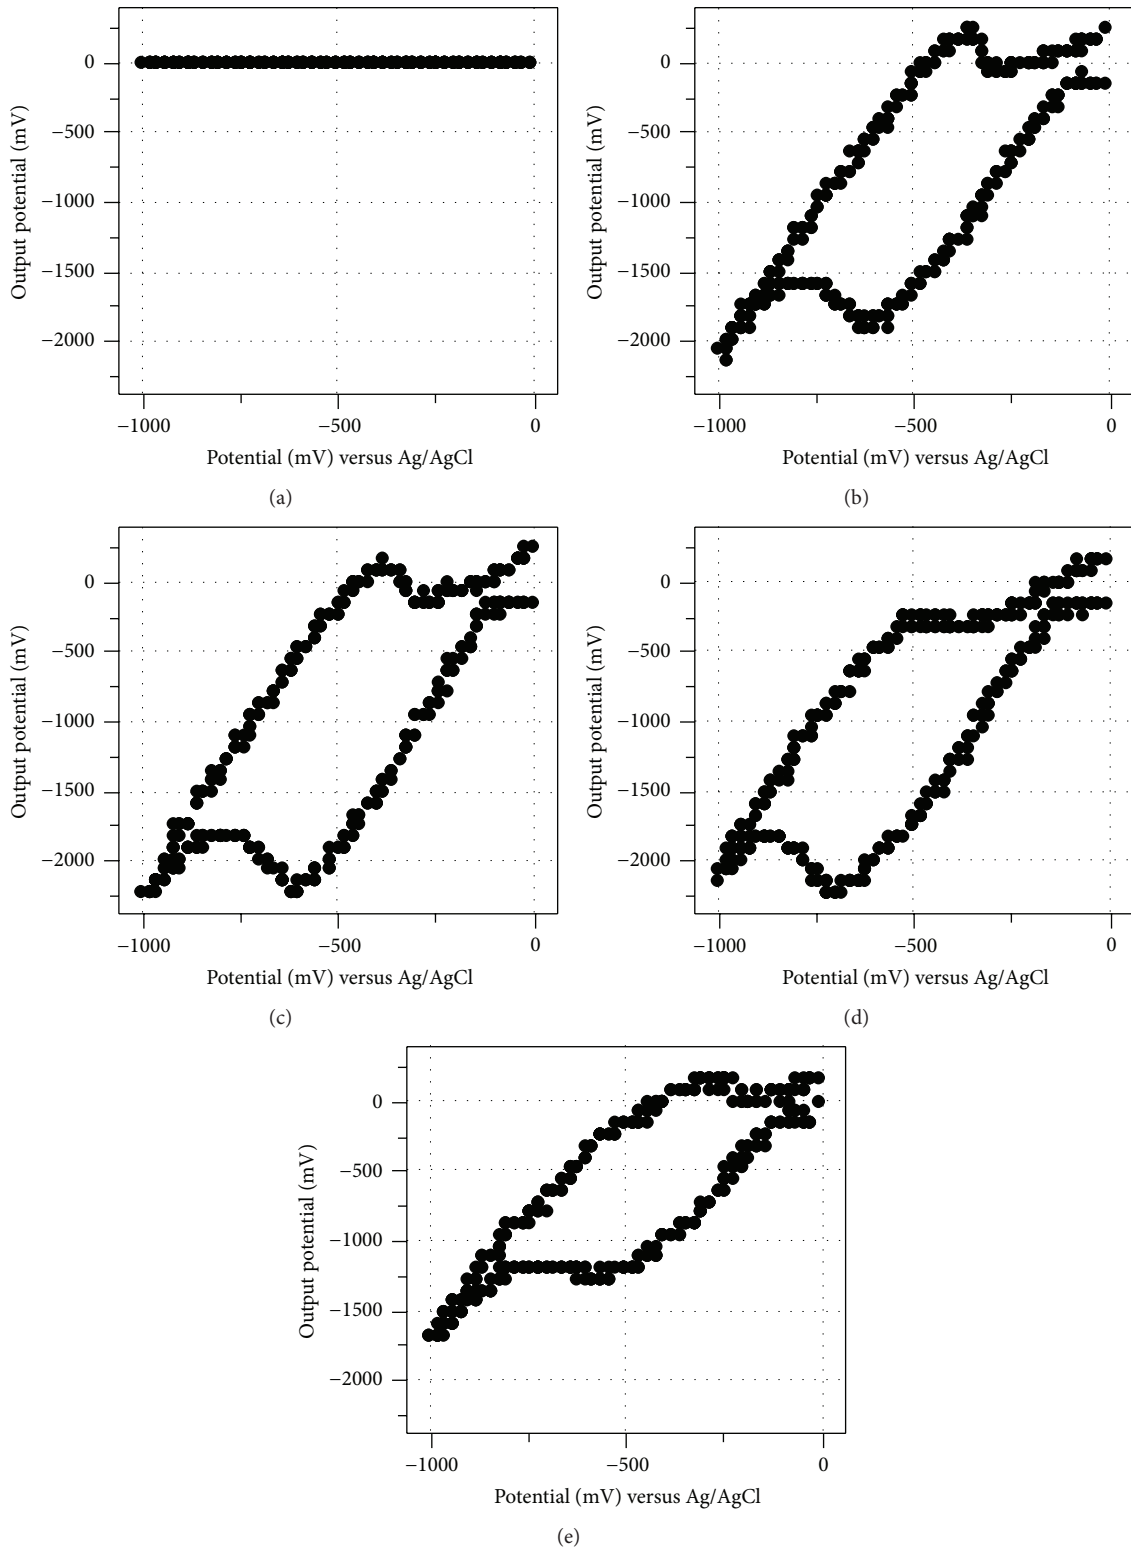 0
−500
−1000
−1500
−2000
Output potential (mV)
−1000 −500 0
Potential (mV) versus Ag/AgCl
(a)
0
−500
−1000
−1500
−2000
Output potential (mV)
−1000 −500 0
Potential (mV) versus Ag/AgCl
(b)
0
−500
−1000
−1500
−2000
Output potential (mV)
−1000 −500 0
Potential (mV) versus Ag/AgCl
(c)
0
−500
−1000
−1500
−2000
Output potential (mV)
−1000 −500 0
Potential (mV) versus Ag/AgCl
(d)
0
−500
−1000
−1500
−2000
Output potential (mV)
−1000 −500 0
Potential (mV) versus Ag/AgCl
(e)